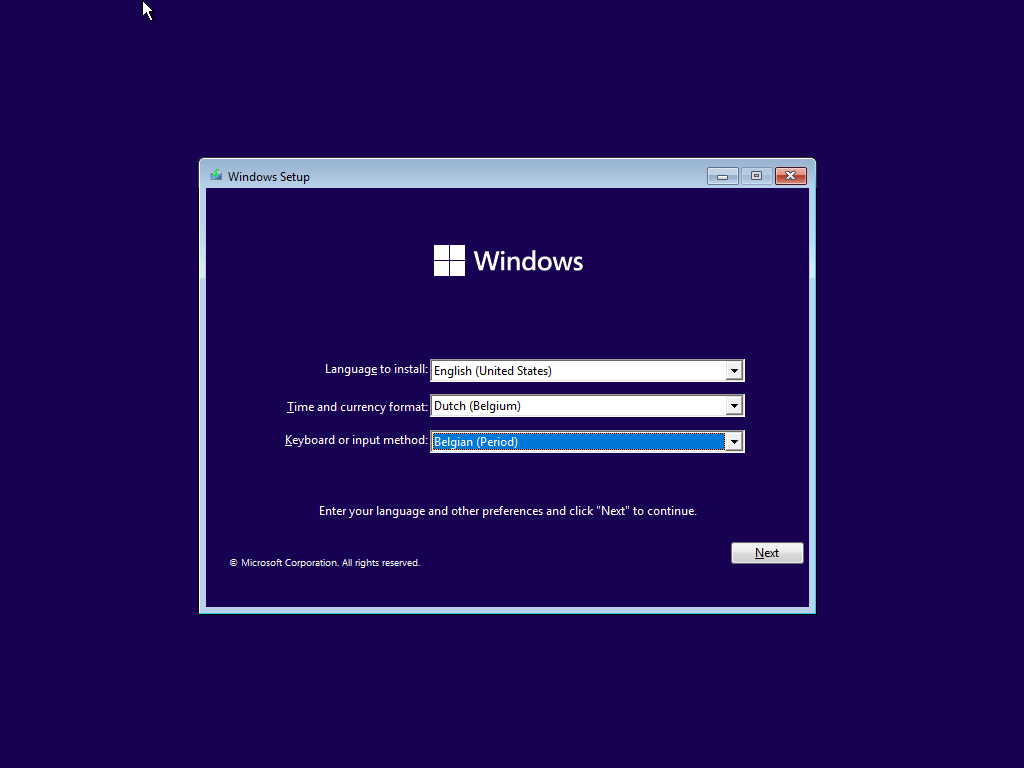 Windows Setup
Windows
Language to install: English (United States)
Time and currency format: Dutch (Belgium)
Keyboard or input method: Belgian (Period)
Enter your language and other preferences and click "Next" to continue.
Next
© Microsoft Corporation. All rights reserved.